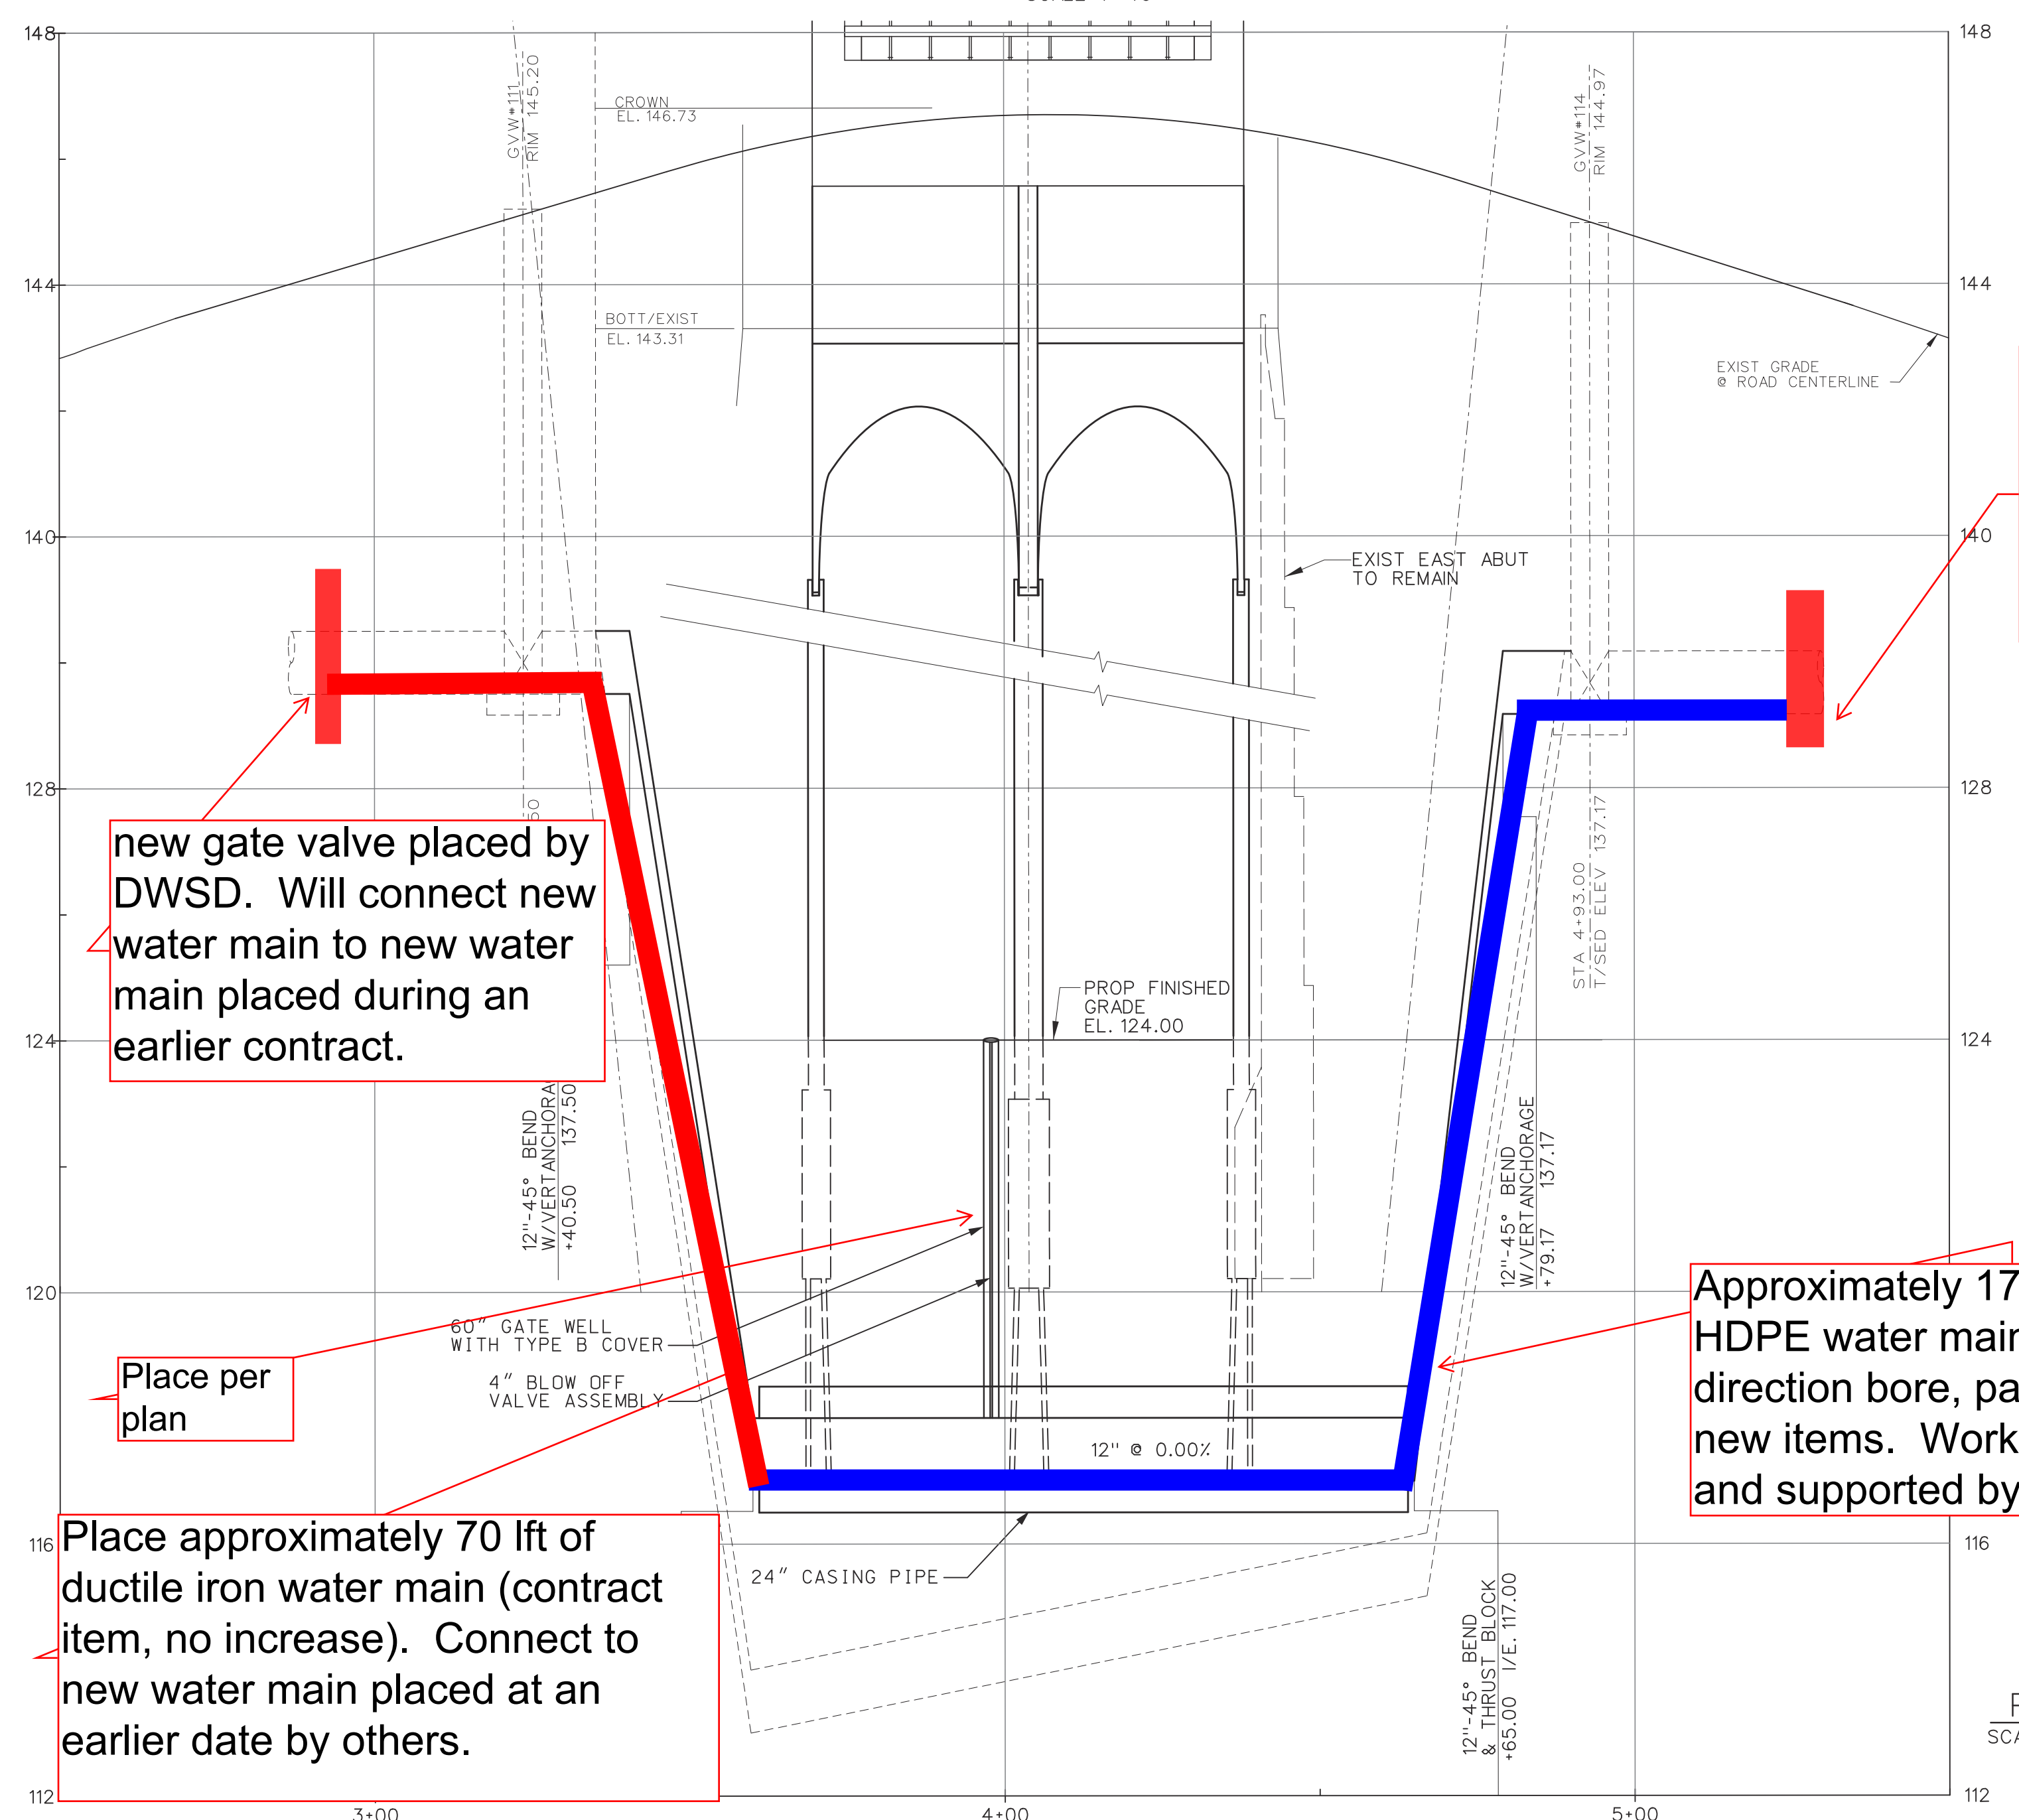 148
148
GVW#111
RIM 145.20
CROWN
EL. 146.73
GVW#114
RIM 144.97
144
144
BOTT/EXIST
EL. 143.31
EXIST GRADE
@ ROAD CENTERLINE
140
140
EXIST EAST ABUT
TO REMAIN
128
128
new gate valve placed by
DWSD. Will connect new
water main to new water
main placed during an
earlier contract.
STA 4+93.00
T/SED ELEV 137.17
PROP FINISHED
GRADE
EL. 124.00
124
124
12"-45° BEND
+40.50 137.50
12"-45° BEND
W/VERT ANCHORAGE
+79.17 137.17
120
120
60" GATE WELL
WITH TYPE B COVER
4" BLOW OFF
VALVE ASSEMBLY
Place per
plan
12" @ 0.00%
Approximately 17
HDPE water main
direction bore, pa
new items. Work
and supported by
116
116
Place approximately 70 lft of
ductile iron water main (contract
item, no increase). Connect to
new water main placed at an
earlier date by others.
24" CASING PIPE
12"-45° BEND
& THRUST BLOCK
+65.00 I/E. 117.00
112
112
3+00
4+00
5+00